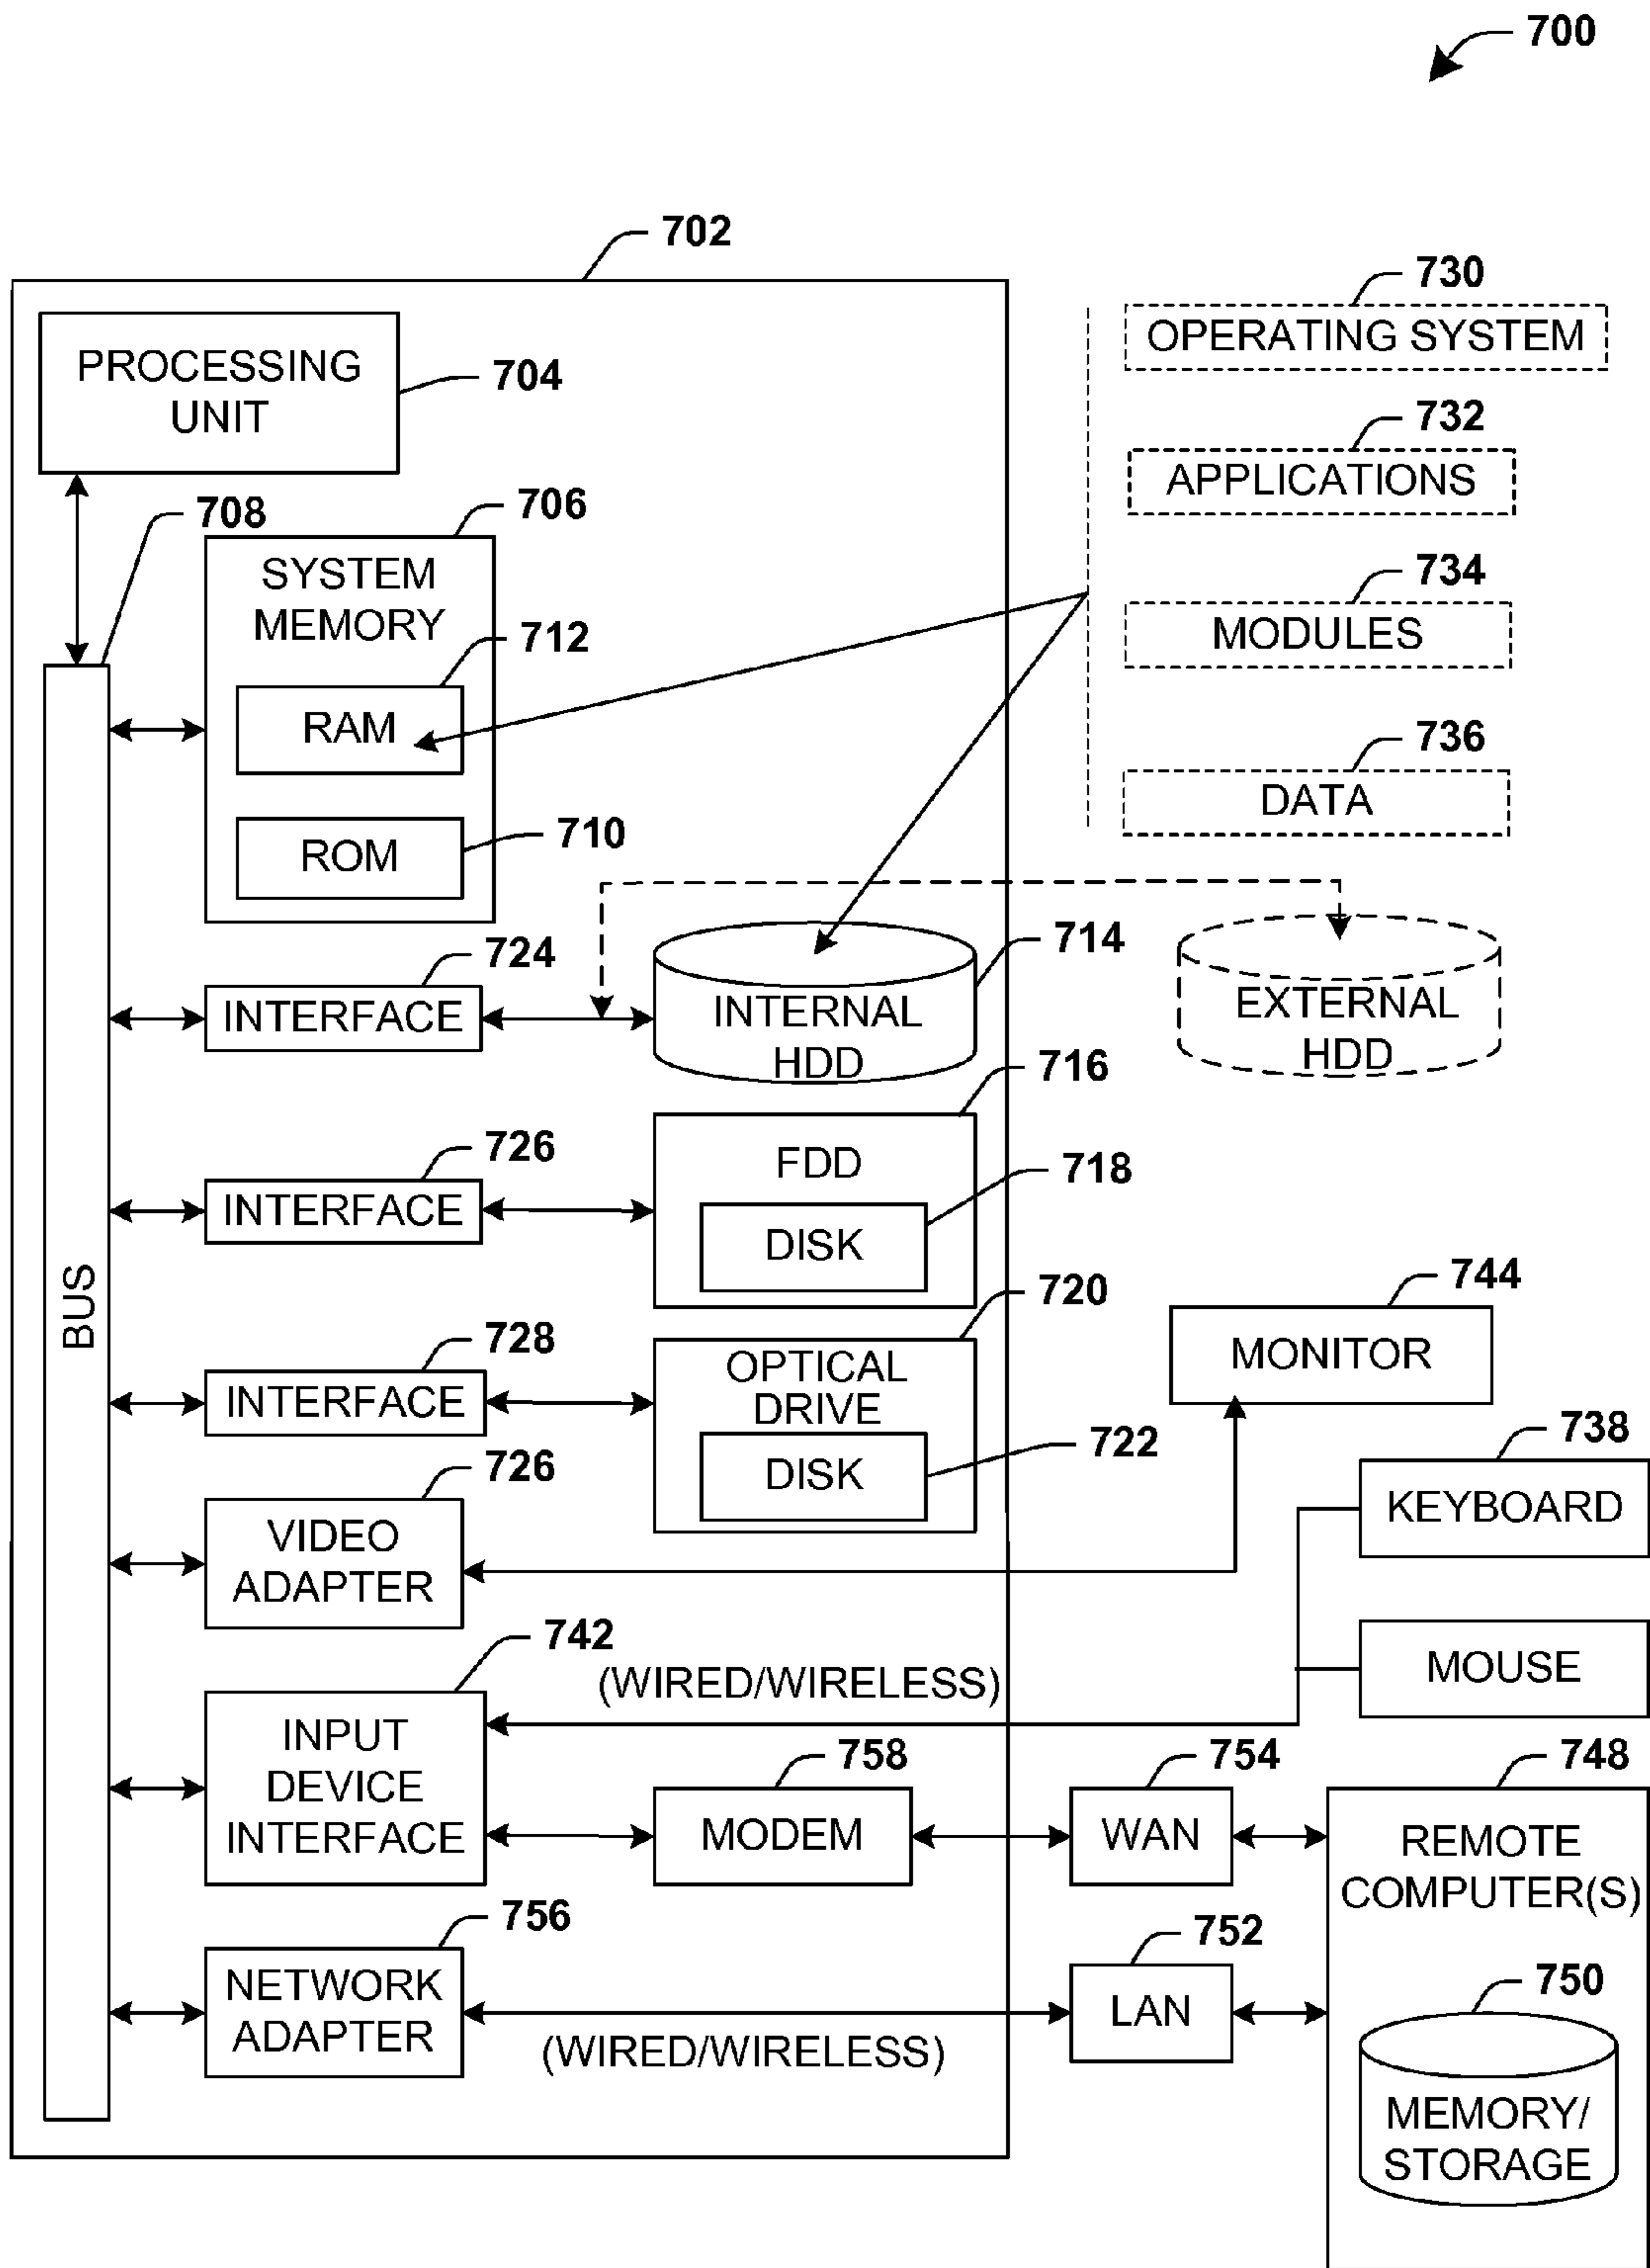 700
702
730
OPERATING SYSTEM
PROCESSING
UNIT
704
732
APPLICATIONS
708
706
SYSTEM
MEMORY
734
MODULES
712
RAM
736
DATA
710
ROM
724
INTERFACE
714
INTERNAL
HDD
EXTERNAL
HDD
716
726
INTERFACE
FDD
718
DISK
BUS
720
744
MONITOR
728
INTERFACE
OPTICAL
DRIVE
722
DISK
738
KEYBOARD
726
VIDEO
ADAPTER
742
(WIRED/WIRELESS)
MOUSE
INPUT
DEVICE
INTERFACE
758
MODEM
754
WAN
748
REMOTE
COMPUTER(S)
756
NETWORK
ADAPTER
(WIRED/WIRELESS)
752
LAN
750
MEMORY/
STORAGE